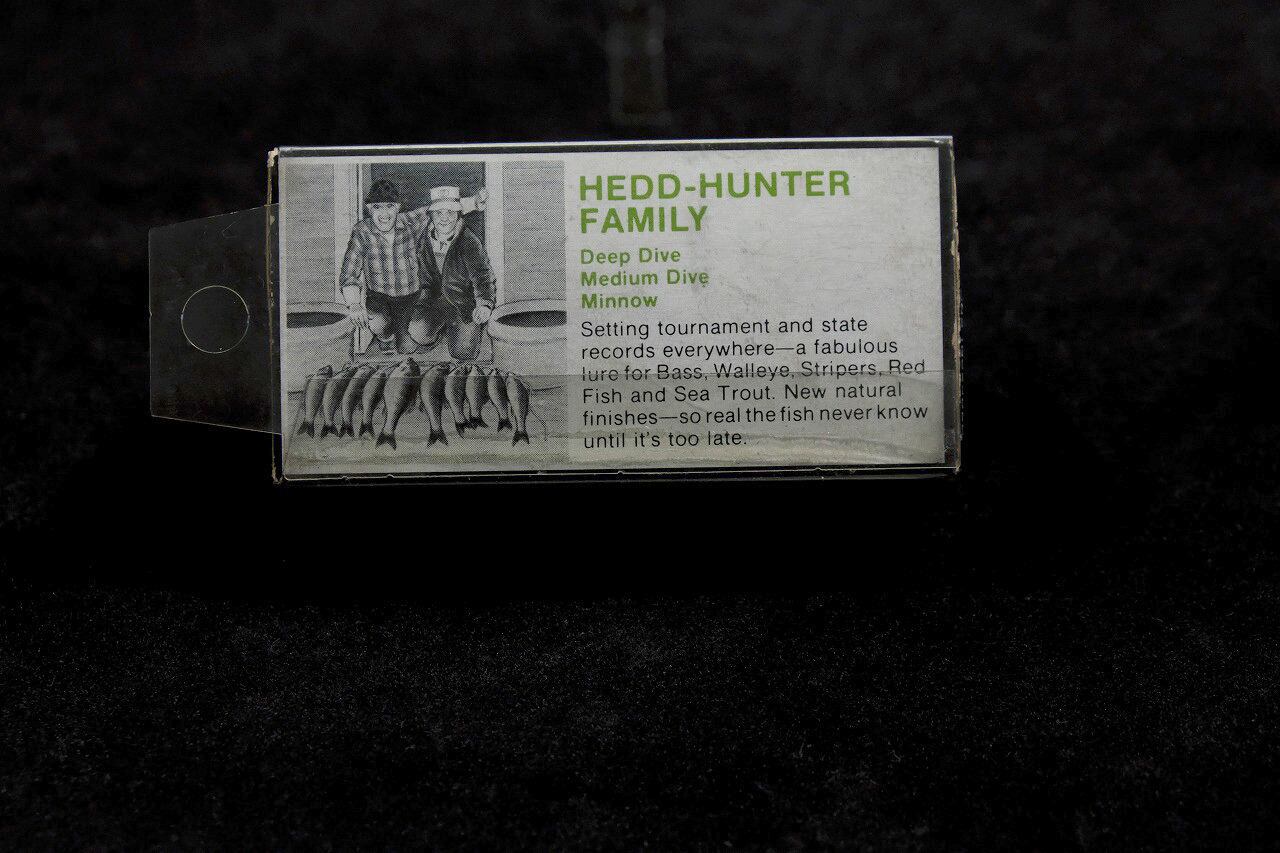 HEDD-HUNTER
FAMILY
Deep Dive
Medium Dive
Minnow
Setting tournament and state
records everywhere—a fabulous
lure for Bass, Walleye, Stripers, Red
Fish and Sea Trout. New natural
finishes—so real the fish never know
until it's too late.